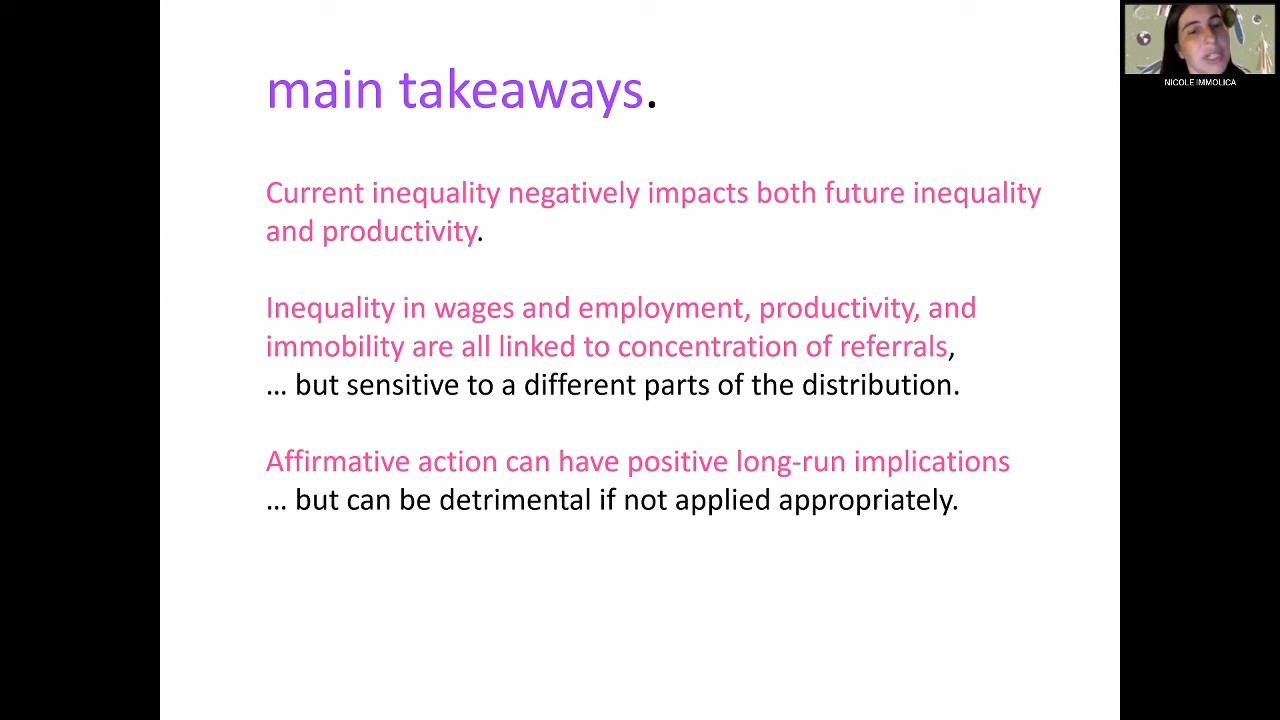 NICOLE IMMOLICA
main takeaways.
Current inequality negatively impacts both future inequality
and productivity.
Inequality in wages and employment, productivity, and
immobility are all linked to concentration of referrals,
... but sensitive to a different parts of the distribution.
Affirmative action can have positive long-run implications
... but can be detrimental if not applied appropriately.